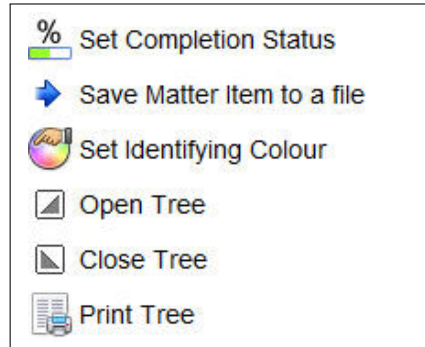 % Set Completion Status
Save Matter Item to a file
Set Identifying Colour
Open Tree
Close Tree
Print Tree